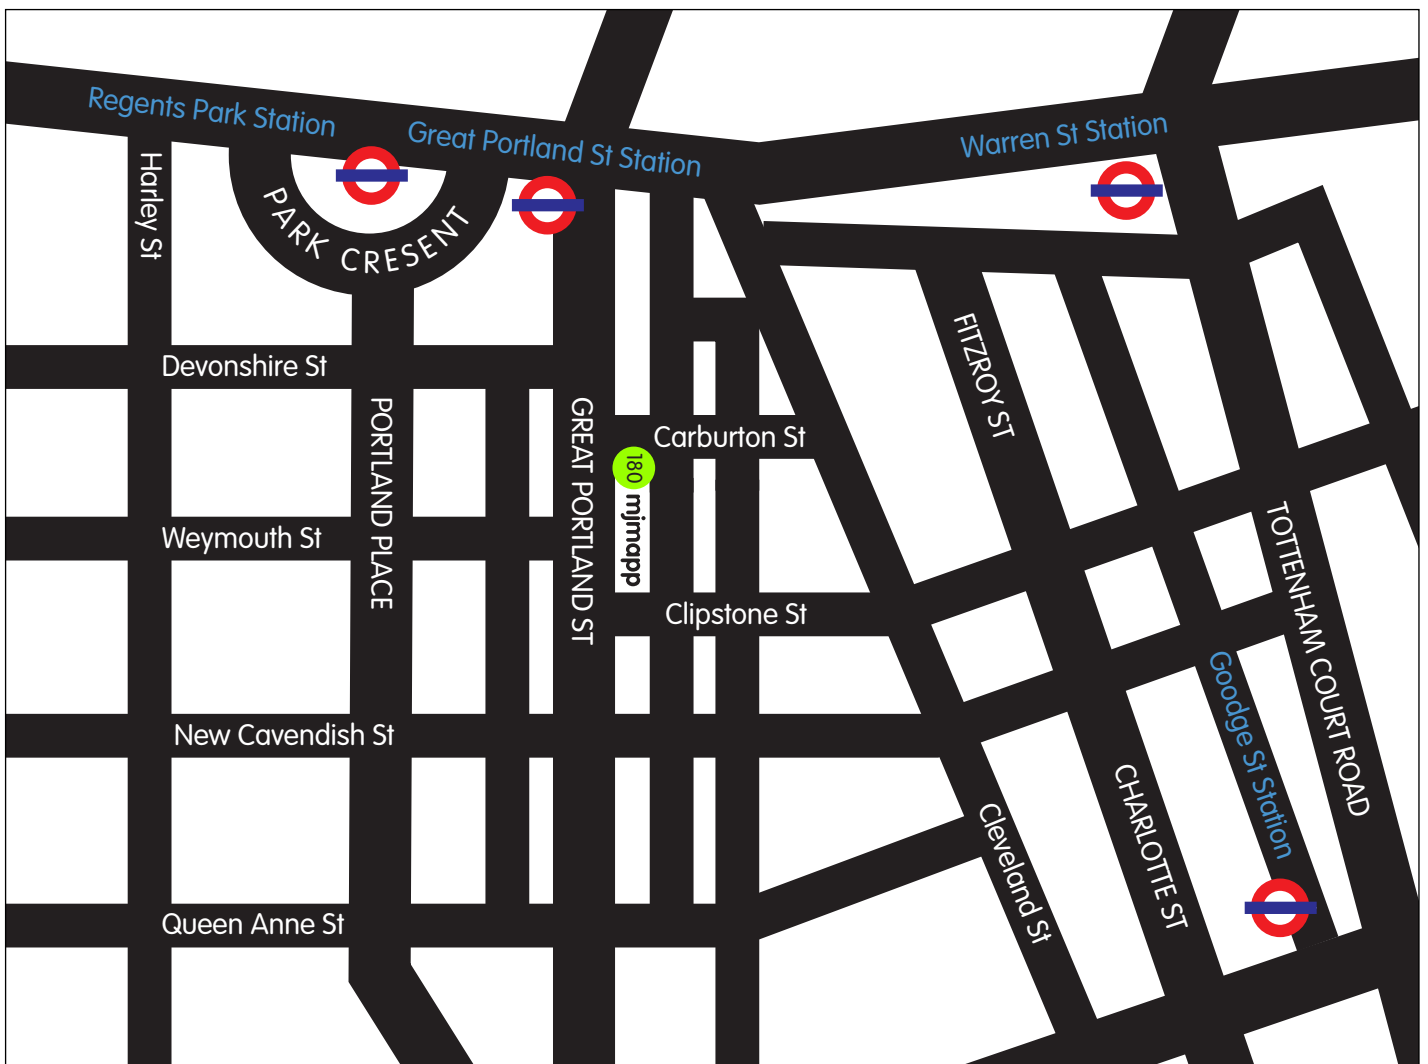 Regents Park Station
Great Portland St Station
Warren St Station
Harley St
PARK CRESENT
Devonshire St
PORTLAND PLACE
GREAT PORTLAND ST
Carburton St
180
mjmapp
FITZROY ST
Weymouth St
Clipstone St
TOTTENHAM COURT ROAD
Goodge St Station
New Cavendish St
CHARLOTTE ST
Cleveland St
Queen Anne St